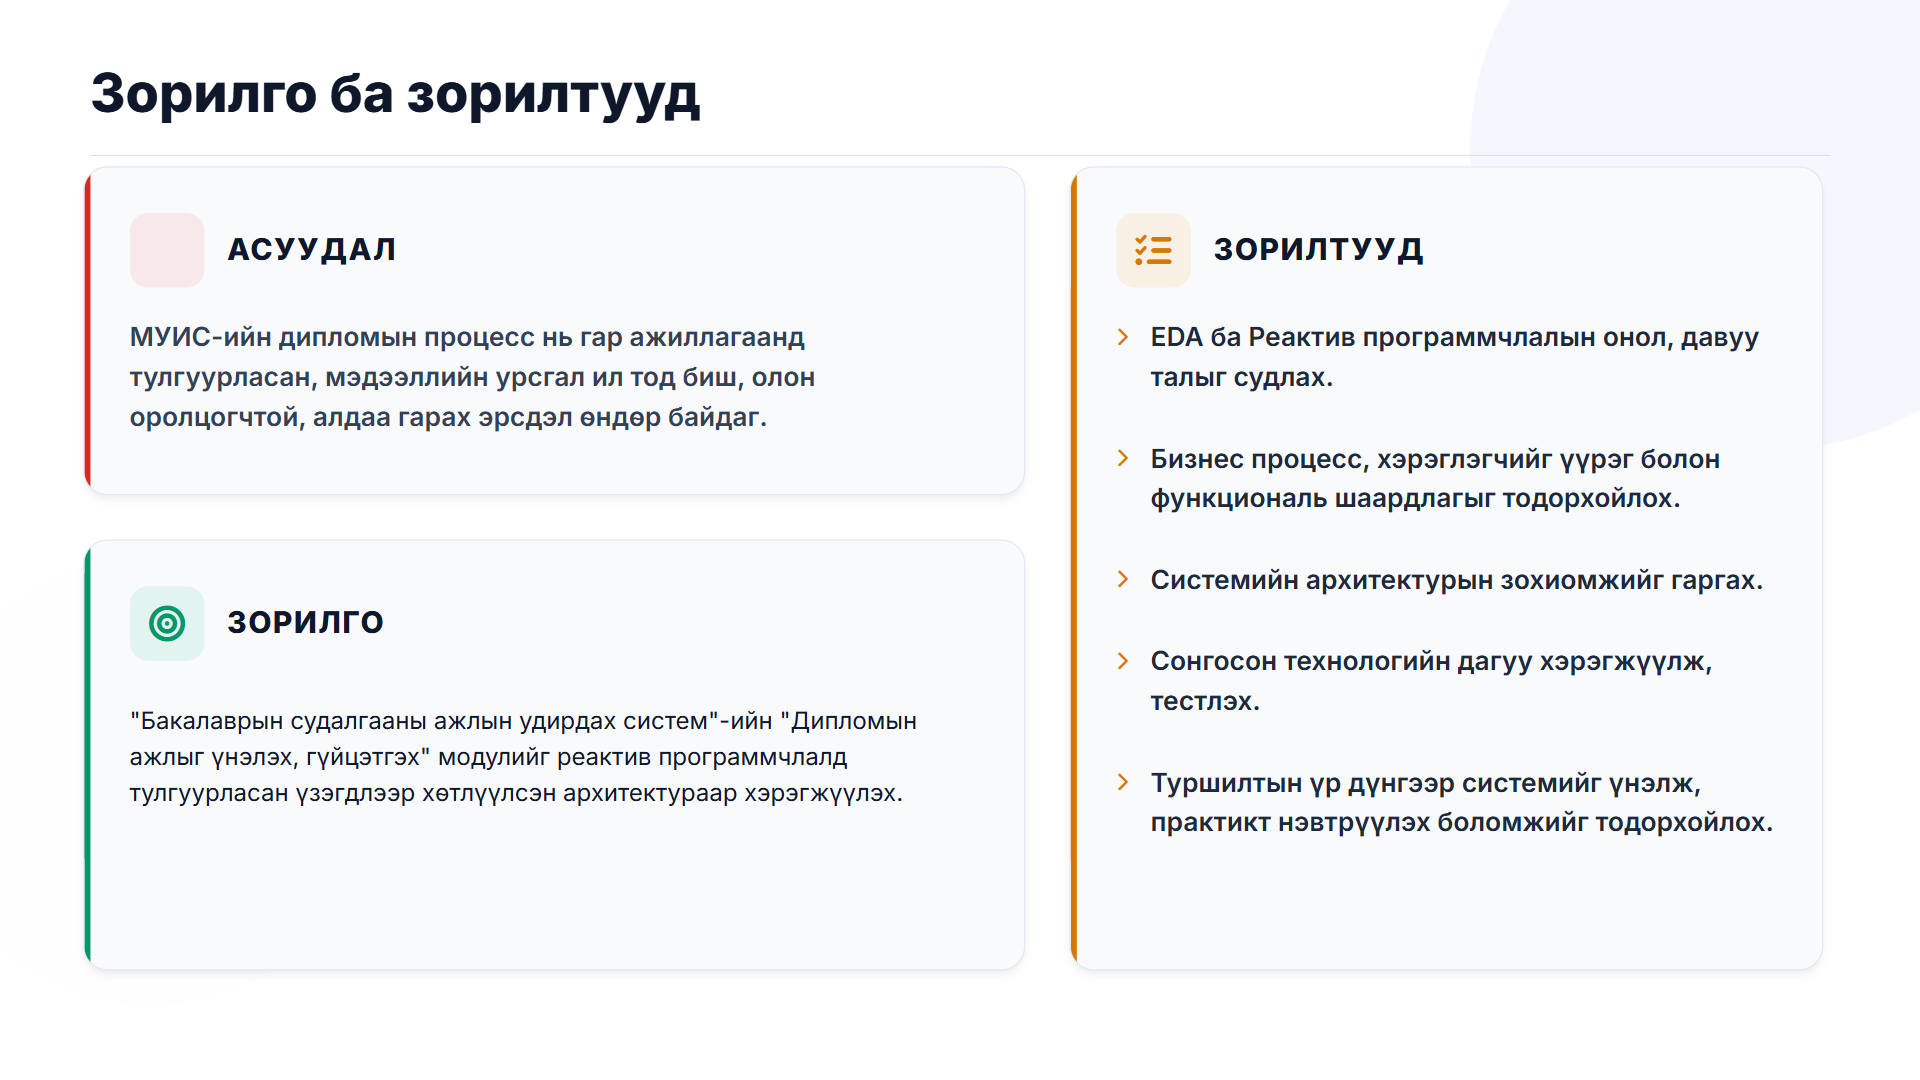 Зорилго ба зорилтууд
АСУУДАЛ
МУИС-ийн дипломын процесс нь гар ажиллагаанд
тулгуурласан, мэдээллийн урсгал ил тод биш, олон
оролцогчтой, алдаа гарах эрсдэл өндөр байдаг.
ЗОРИЛГО
"Бакалаврын судалгааны ажлын удирдах систем"-ийн "Дипломын
ажлыг үнэлэх, гүйцэтгэх" модулийг реактив программчлалд
тулгуурласан үзэгдлээр хөтлүүлсэн архитектураар хэрэгжүүлэх.
ЗОРИЛТУУД
EDA ба Реактив программчлалын онол, давуу
талыг судлах.
Бизнес процесс, хэрэглэгчийг үүрэг болон
функциональ шаардлагыг тодорхойлох.
Системийн архитектурын зохиомжийг гаргах.
Сонгосон технологийн дагуу хэрэгжүүлж,
тестлэх.
Туршилтын үр дүнгээр системийг үнэлж,
практикт нэвтрүүлэх боломжийг тодорхойлох.